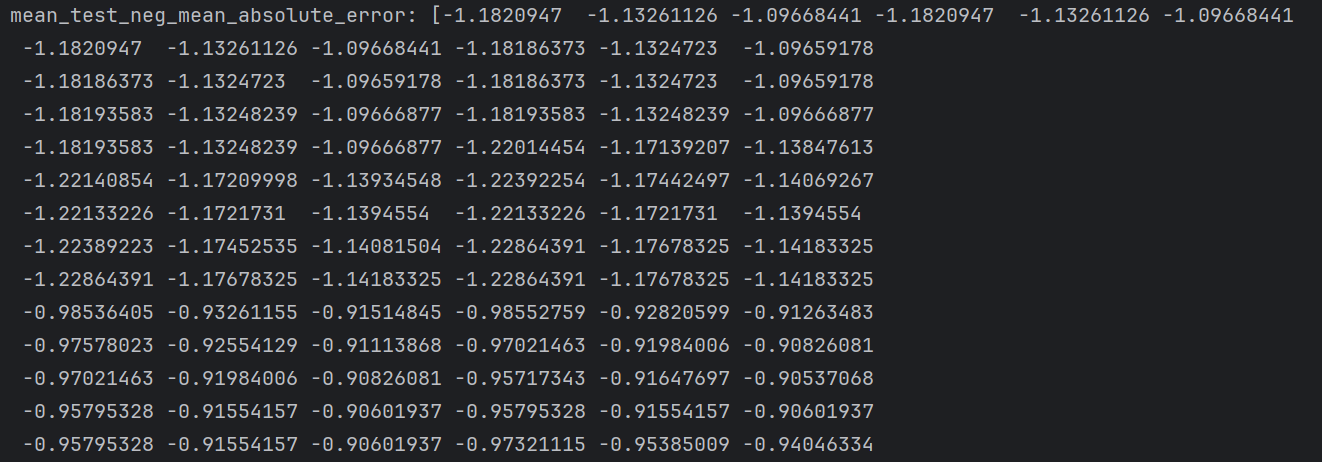 mean_test_neg_mean_absolute_error: [-1.1820947  -1.13261126 -1.09668441 -1.1820947  -1.13261126 -1.09668441
 -1.1820947  -1.13261126 -1.09668441 -1.18186373 -1.1324723  -1.09659178
 -1.18186373 -1.1324723  -1.09659178 -1.18186373 -1.1324723  -1.09659178
 -1.18193583 -1.13248239 -1.09666877 -1.18193583 -1.13248239 -1.09666877
 -1.18193583 -1.13248239 -1.09666877 -1.22014454 -1.17139207 -1.13847613
 -1.22140854 -1.17209998 -1.13934548 -1.22392254 -1.17442497 -1.14069267
 -1.22133226 -1.1721731  -1.1394554  -1.22133226 -1.1721731  -1.1394554
 -1.22389223 -1.17452535 -1.14081504 -1.22864391 -1.17678325 -1.14183325
 -1.22864391 -1.17678325 -1.14183325 -1.22864391 -1.17678325 -1.14183325
 -0.98536405 -0.93261155 -0.91514845 -0.98552759 -0.92820599 -0.91263483
 -0.97578023 -0.92554129 -0.91113868 -0.97021463 -0.91984006 -0.90826081
 -0.97021463 -0.91984006 -0.90826081 -0.95717343 -0.91647697 -0.90537068
 -0.95795328 -0.91554157 -0.90601937 -0.95795328 -0.91554157 -0.90601937
 -0.95795328 -0.91554157 -0.90601937 -0.97321115 -0.95385009 -0.94046334